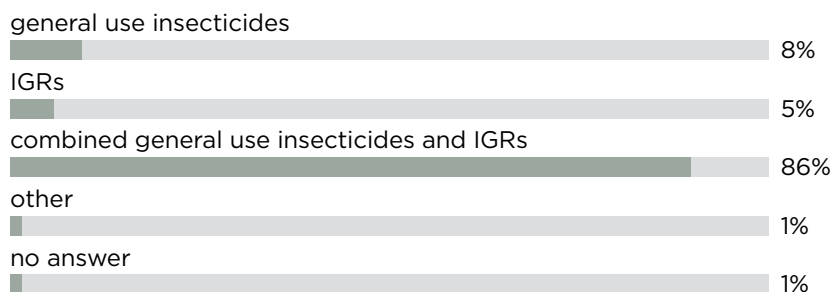 general use insecticides
8%
IGRs
5%
combined general use insecticides and IGRs
86%
other
1%
no answer
1%